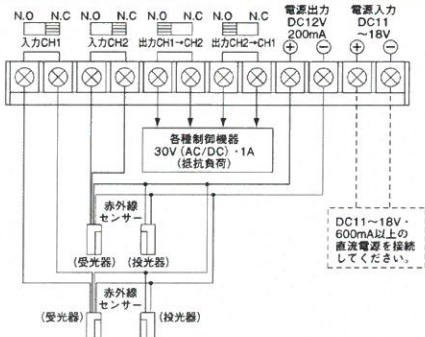 N.O N.C N.O N.C N.O N.C N.O N.C
入力CH1 入力CH2 出力CH1→CH2 出力CH2→CH1
電源出力
DC12V
200mA
⊕ ⊖
電源入力
DC11
～18V
⊕ ⊖
各種制御機器
30V(AC/DC)・1A
(抵抗負荷)
赤外線
センサー
(受光器) (投光器)
赤外線
センサー
(受光器) (投光器)
DC11～18V・
600mA以上の
直流電源を接続
してください。